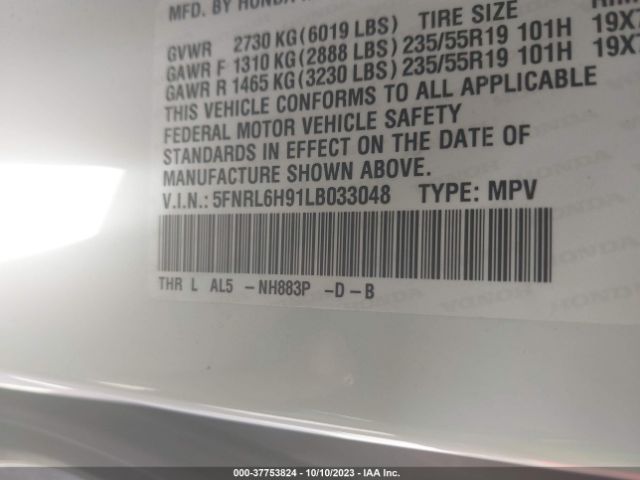 MFD. BY HONDA
GVWR 2730 KG (6019 LBS) TIRE SIZE
GAWR F 1310 KG (2888 LBS) 235/55R19 101H 19X7
GAWR R 1465 KG (3230 LBS) 235/55R19 101H 19X
THIS VEHICLE CONFORMS TO ALL APPLICABLE
FEDERAL MOTOR VEHICLE SAFETY
STANDARDS IN EFFECT ON THE DATE OF
MANUFACTURE SHOWN ABOVE.
V.I.N.: 5FNRL6H91LB033048 TYPE: MPV
THR L AL5 -NH883P -D-B
000-37753824 | 10/10/2023 | IAA Inc.